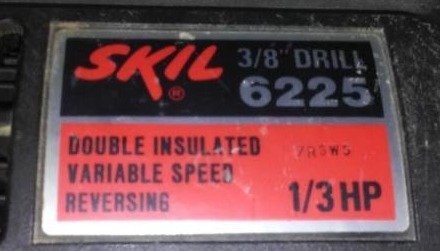 SKIL® 3/8" DRILL
6225
DOUBLE INSULATED
VARIABLE SPEED
REVERSING 1/3 HP